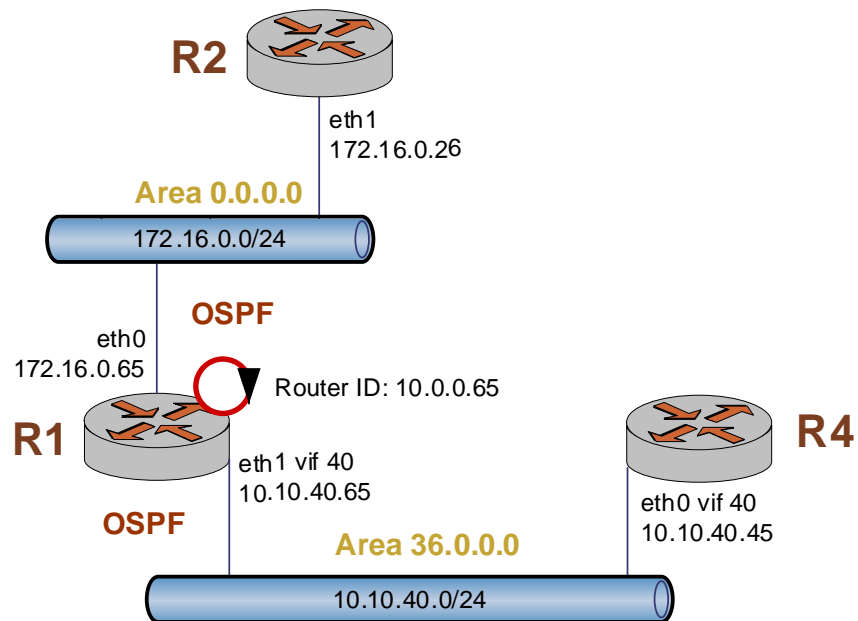 R2
eth1
172.16.0.26
Area 0.0.0.0
172.16.0.0/24
OSPF
eth0
172.16.0.65
Router ID: 10.0.0.65
R1
R4
eth1 vif 40
10.10.40.65
eth0 vif 40
10.10.40.45
OSPF
Area 36.0.0.0
10.10.40.0/24